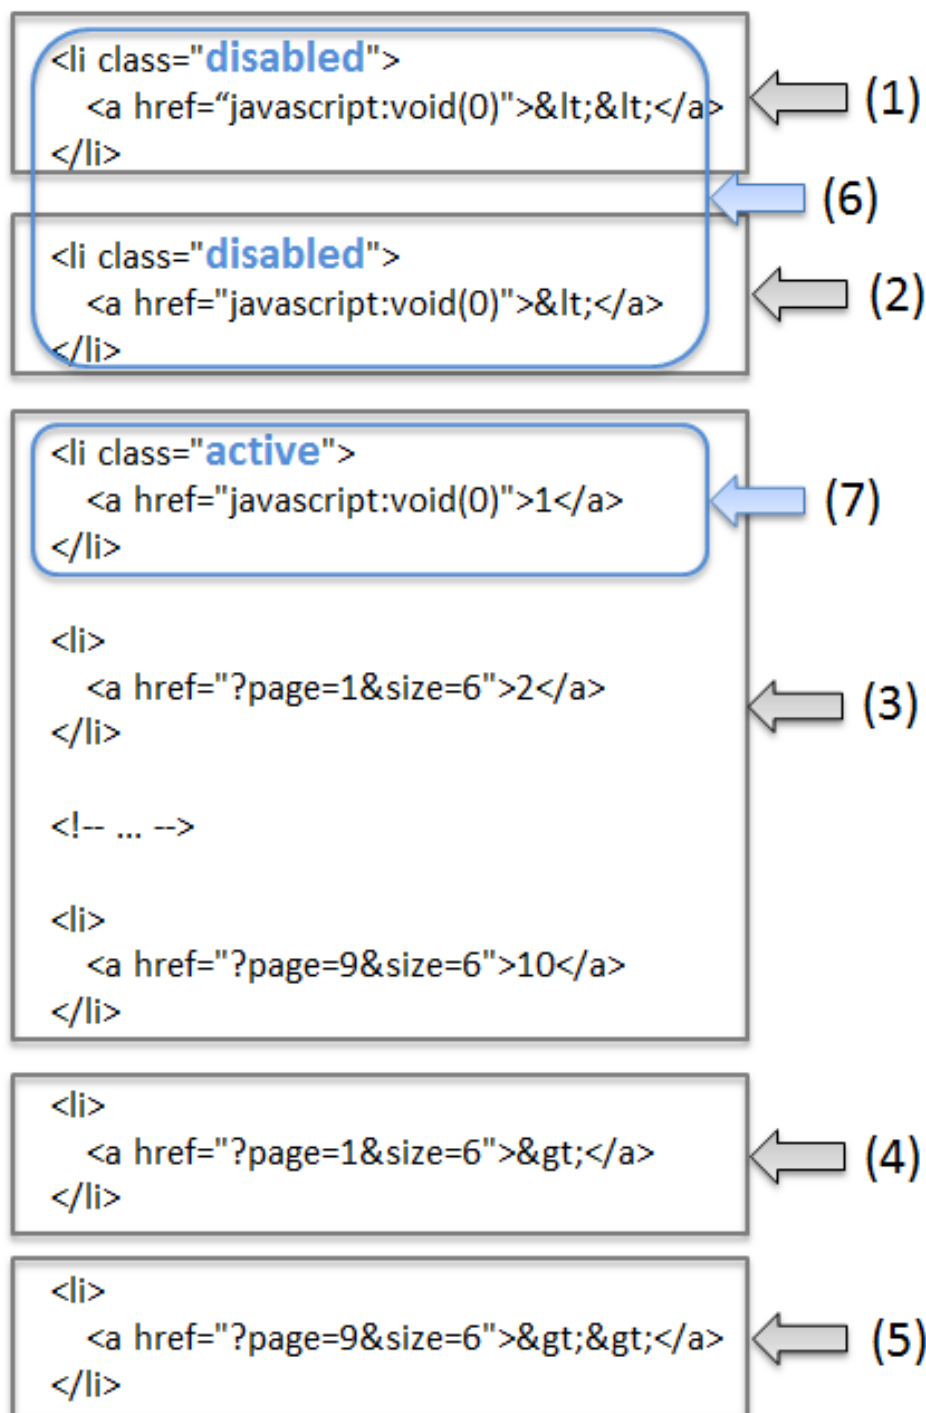 <li class="disabled">
<a href=“javascript:void(0)">&lt;&lt;</a>
</li>
(1)
(6)
<li class="disabled">
<a href="javascript:void(0)">&lt;</a>
</li>
(2)
<li class="active">
<a href="javascript:void(0)">1</a>
</li>
(7)
<li>
<a href="?page=1&size=6">2</a>
</li>
(3)
<!-- ... -->
<li>
<a href="?page=9&size=6">10</a>
</li>
<li>
<a href="?page=1&size=6">&gt;</a>
</li>
(4)
<li>
<a href="?page=9&size=6">&gt;&gt;</a>
</li>
(5)